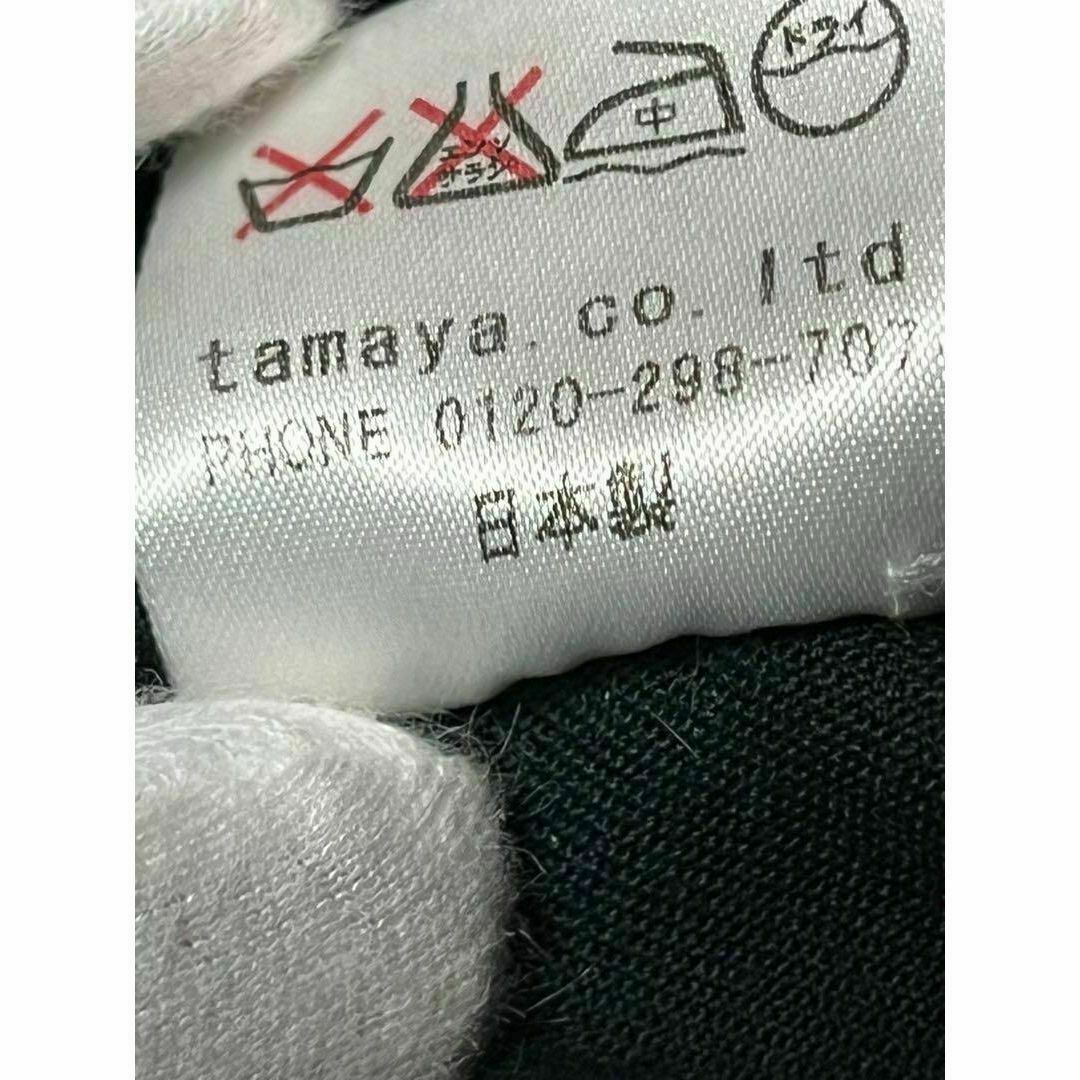 エンソ
サラシ
中
ドライ
tamaya. co. ltd
PHONE 0120-298-707
日本製